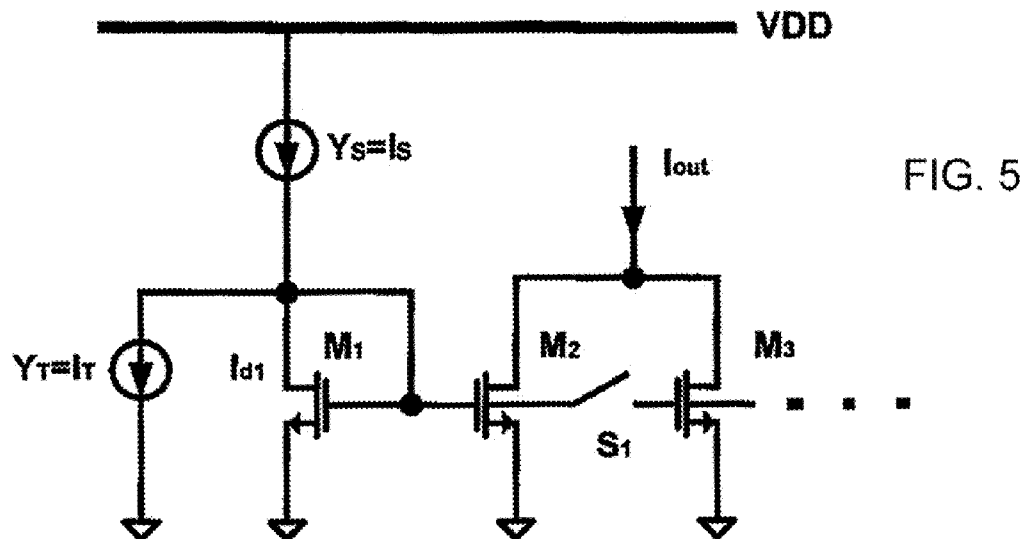 VDD
Ys=Is
Iout
FIG. 5
YT=IT
Id1
M1
M2
M3
S1